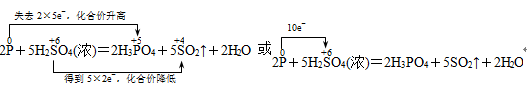 失去 2×5e⁻，化合价升高
0 +6 +5 +4
2P + 5H₂SO₄(浓)＝2H₃PO₄ + 5SO₂↑ + 2H₂O 或
得到 5×2e⁻，化合价降低
10e⁻
0 +6
2P + 5H₂SO₄(浓)＝2H₃PO₄ + 5SO₂↑ + 2H₂O